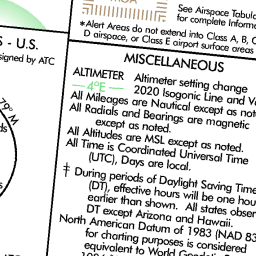 MOA
See Airspace Tabula
for complete Informa
*Alert Areas do not extend into Class A, B, C
D airspace, or Class E airport surface areas
S - U.S.
signed by ATC
MISCELLANEOUS
ALTIMETER Altimeter setting change
4°E 2020 Isogonic Line and V
All Mileages are Nautical except as note
All Radials and Bearings are magnetic
except as noted.
All Altitudes are MSL except as noted.
All Time is Coordinated Universal Time
(UTC), Days are local.
‡ During periods of Daylight Saving Time
(DT), effective hours will be one hou
earlier than shown. All states obser
DT except Arizona and Hawaii.
North American Datum of 1983 (NAD 83
for charting purposes is considered
equivalent to World Geodetic S
79° M